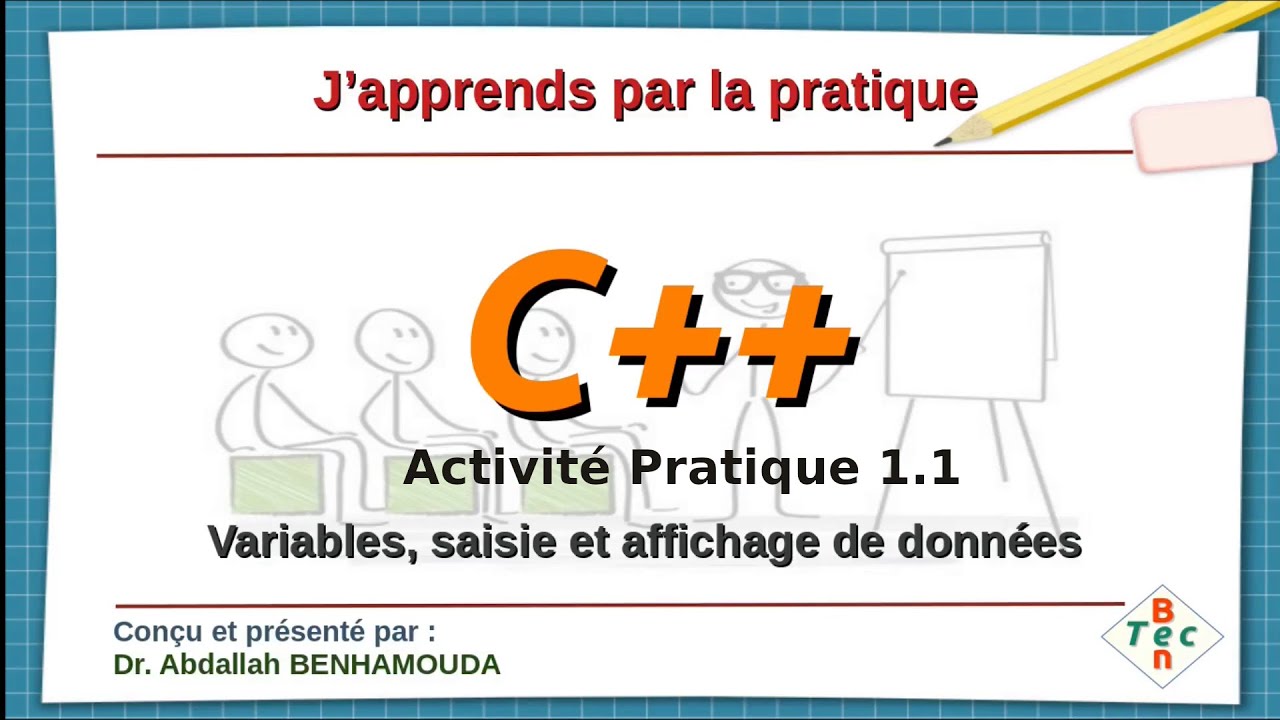 J'apprends par la pratique
C++
Activité Pratique 1.1
Variables, saisie et affichage de données
Conçu et présenté par :
Dr. Abdallah BENHAMOUDA
B
Tec
n